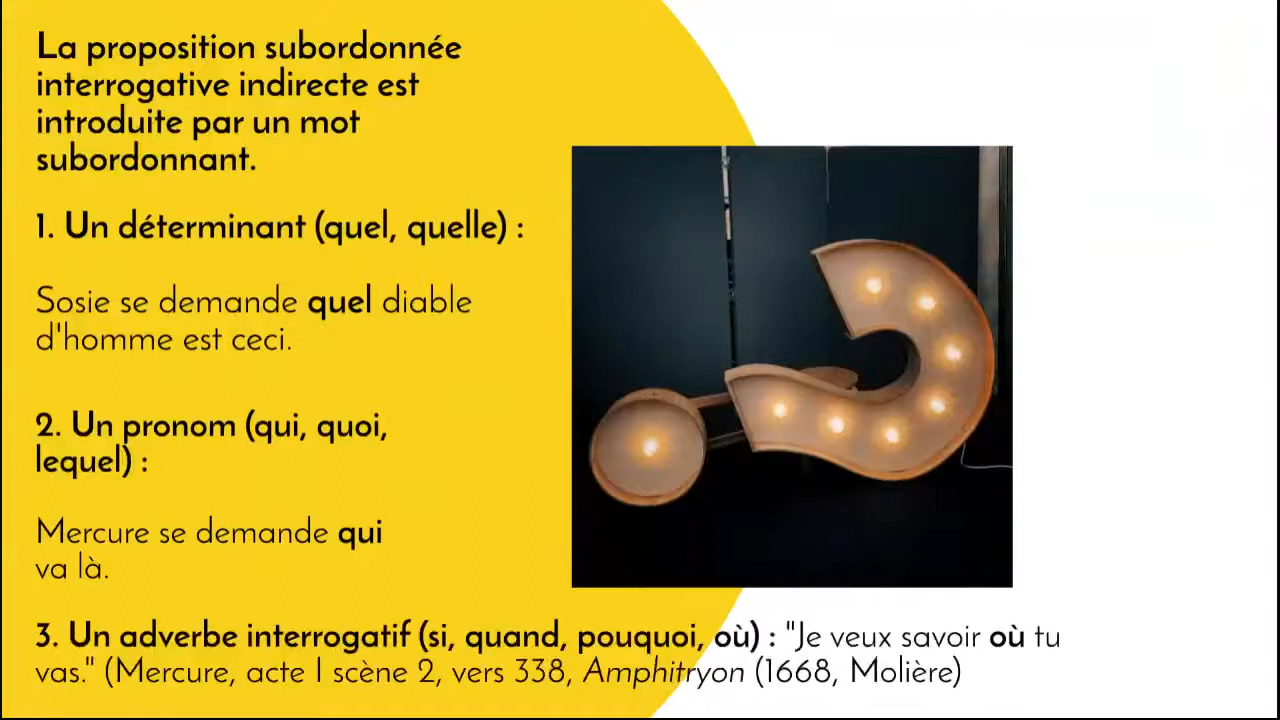 La proposition subordonnée
interrogative indirecte est
introduite par un mot
subordonnant.
1. Un déterminant (quel, quelle) :
Sosie se demande quel diable
d'homme est ceci.
2. Un pronom (qui, quoi,
lequel) :
Mercure se demande qui
va là.
3. Un adverbe interrogatif (si, quand, pouquoi, où) : "Je veux savoir où tu
vas." (Mercure, acte I scène 2, vers 338, Amphitryon (1668, Molière)